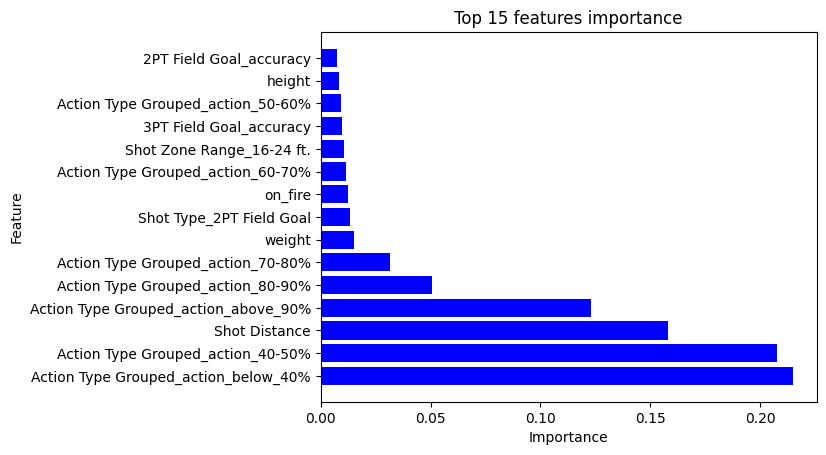 Top 15 features importance
Feature
2PT Field Goal_accuracy
height
Action Type Grouped_action_50-60%
3PT Field Goal_accuracy
Shot Zone Range_16-24 ft.
Action Type Grouped_action_60-70%
on_fire
Shot Type_2PT Field Goal
weight
Action Type Grouped_action_70-80%
Action Type Grouped_action_80-90%
Action Type Grouped_action_above_90%
Shot Distance
Action Type Grouped_action_40-50%
Action Type Grouped_action_below_40%
0.00 0.05 0.10 0.15 0.20
Importance